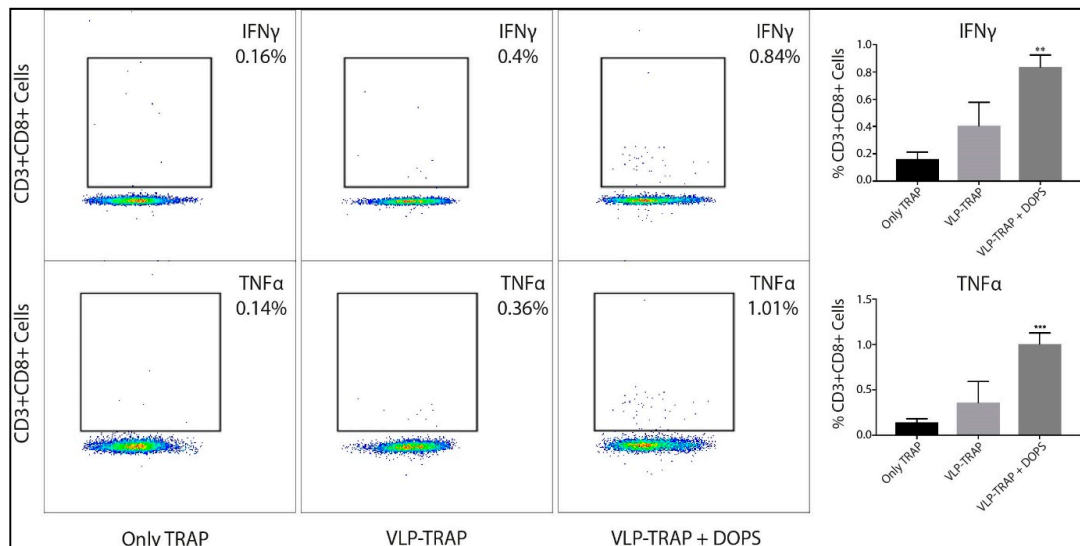 CD3+CD8+ Cells
IFNγ
0.16%
IFNγ
0.4%
IFNγ
0.84%
IFNγ
% CD3+CD8+ Cells
1.0
0.8
0.6
0.4
0.2
0.0
**
Only TRAP
VLP-TRAP
VLP-TRAP + DOPS
CD3+CD8+ Cells
TNFα
0.14%
TNFα
0.36%
TNFα
1.01%
TNFα
% CD3+CD8+ Cells
1.5
1.0
0.5
0.0
***
Only TRAP
VLP-TRAP
VLP-TRAP + DOPS
Only TRAP
VLP-TRAP
VLP-TRAP + DOPS